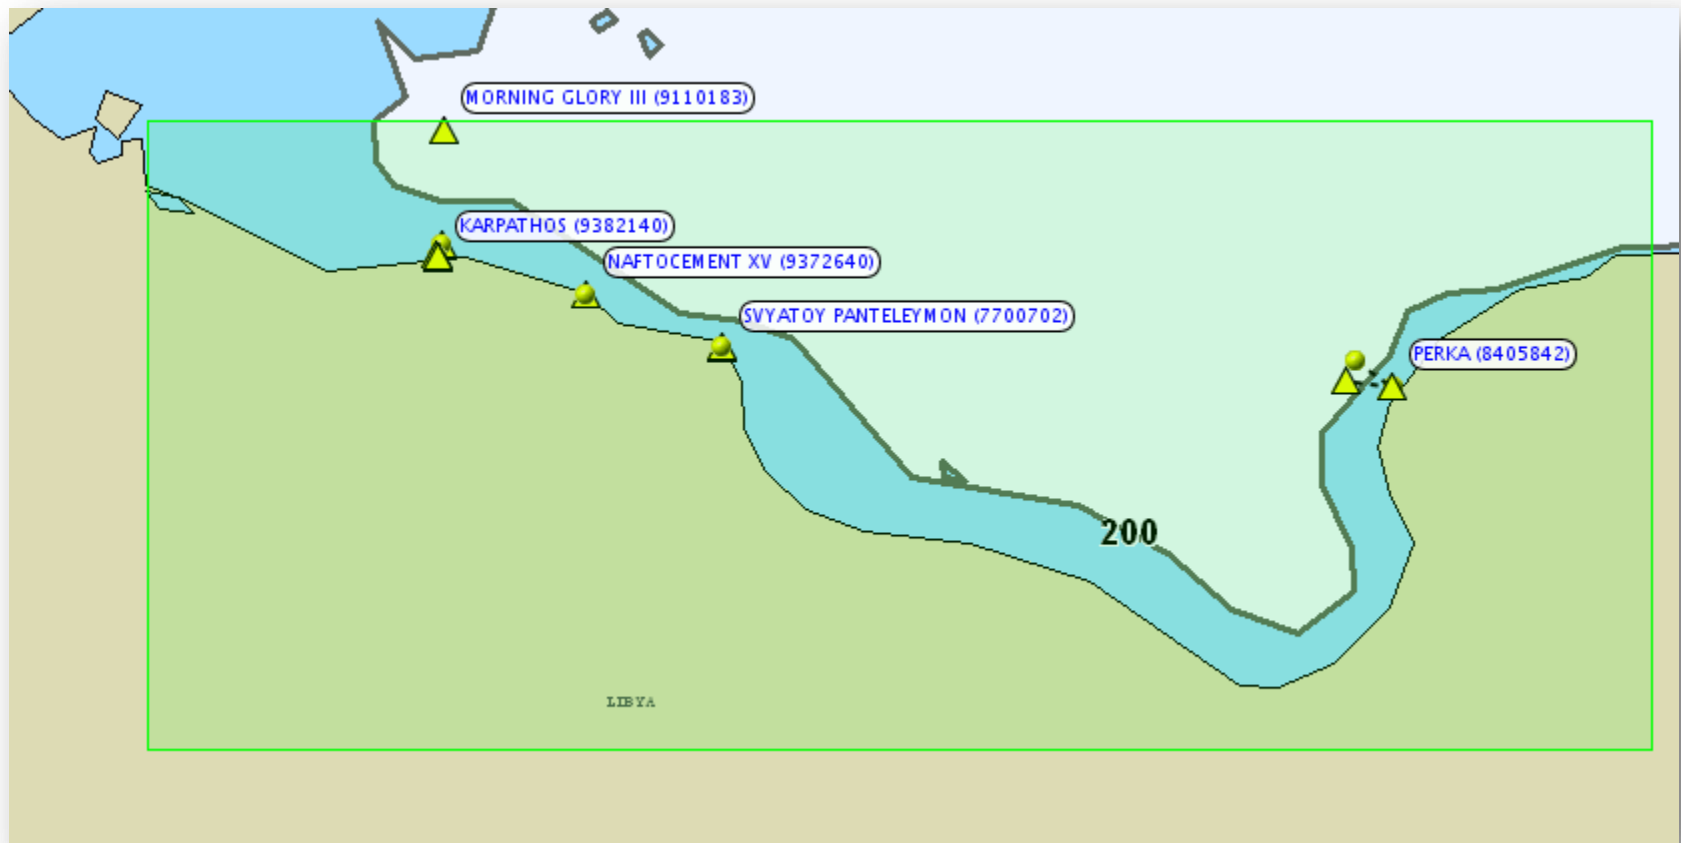 MORNING GLORY III (9110183)
KARPATHOS (9382140)
NAFTOCEMENT XV (9372640)
SVYATOY PANTELEYMON (7700702)
PERKA (8405842)
200
LIBYA